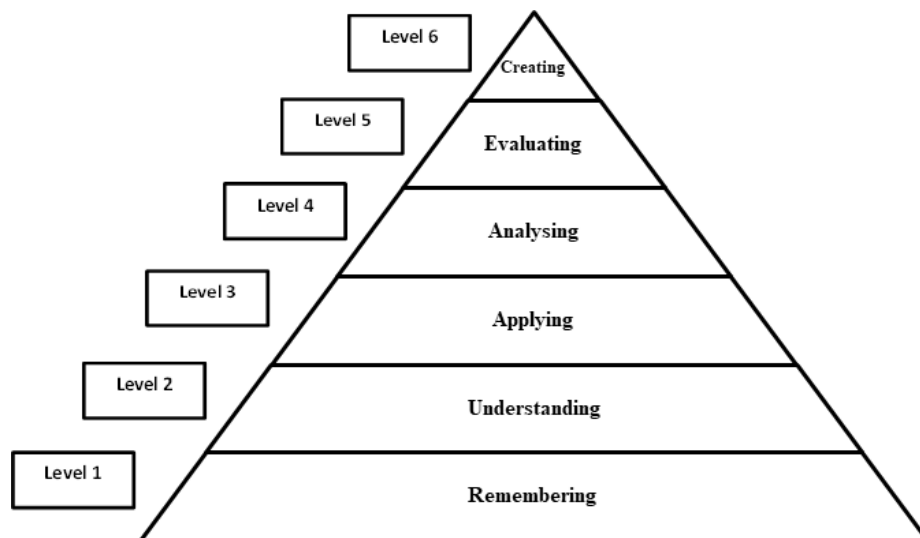 Level 6
Creating
Level 5
Evaluating
Level 4
Analysing
Level 3
Applying
Level 2
Understanding
Level 1
Remembering